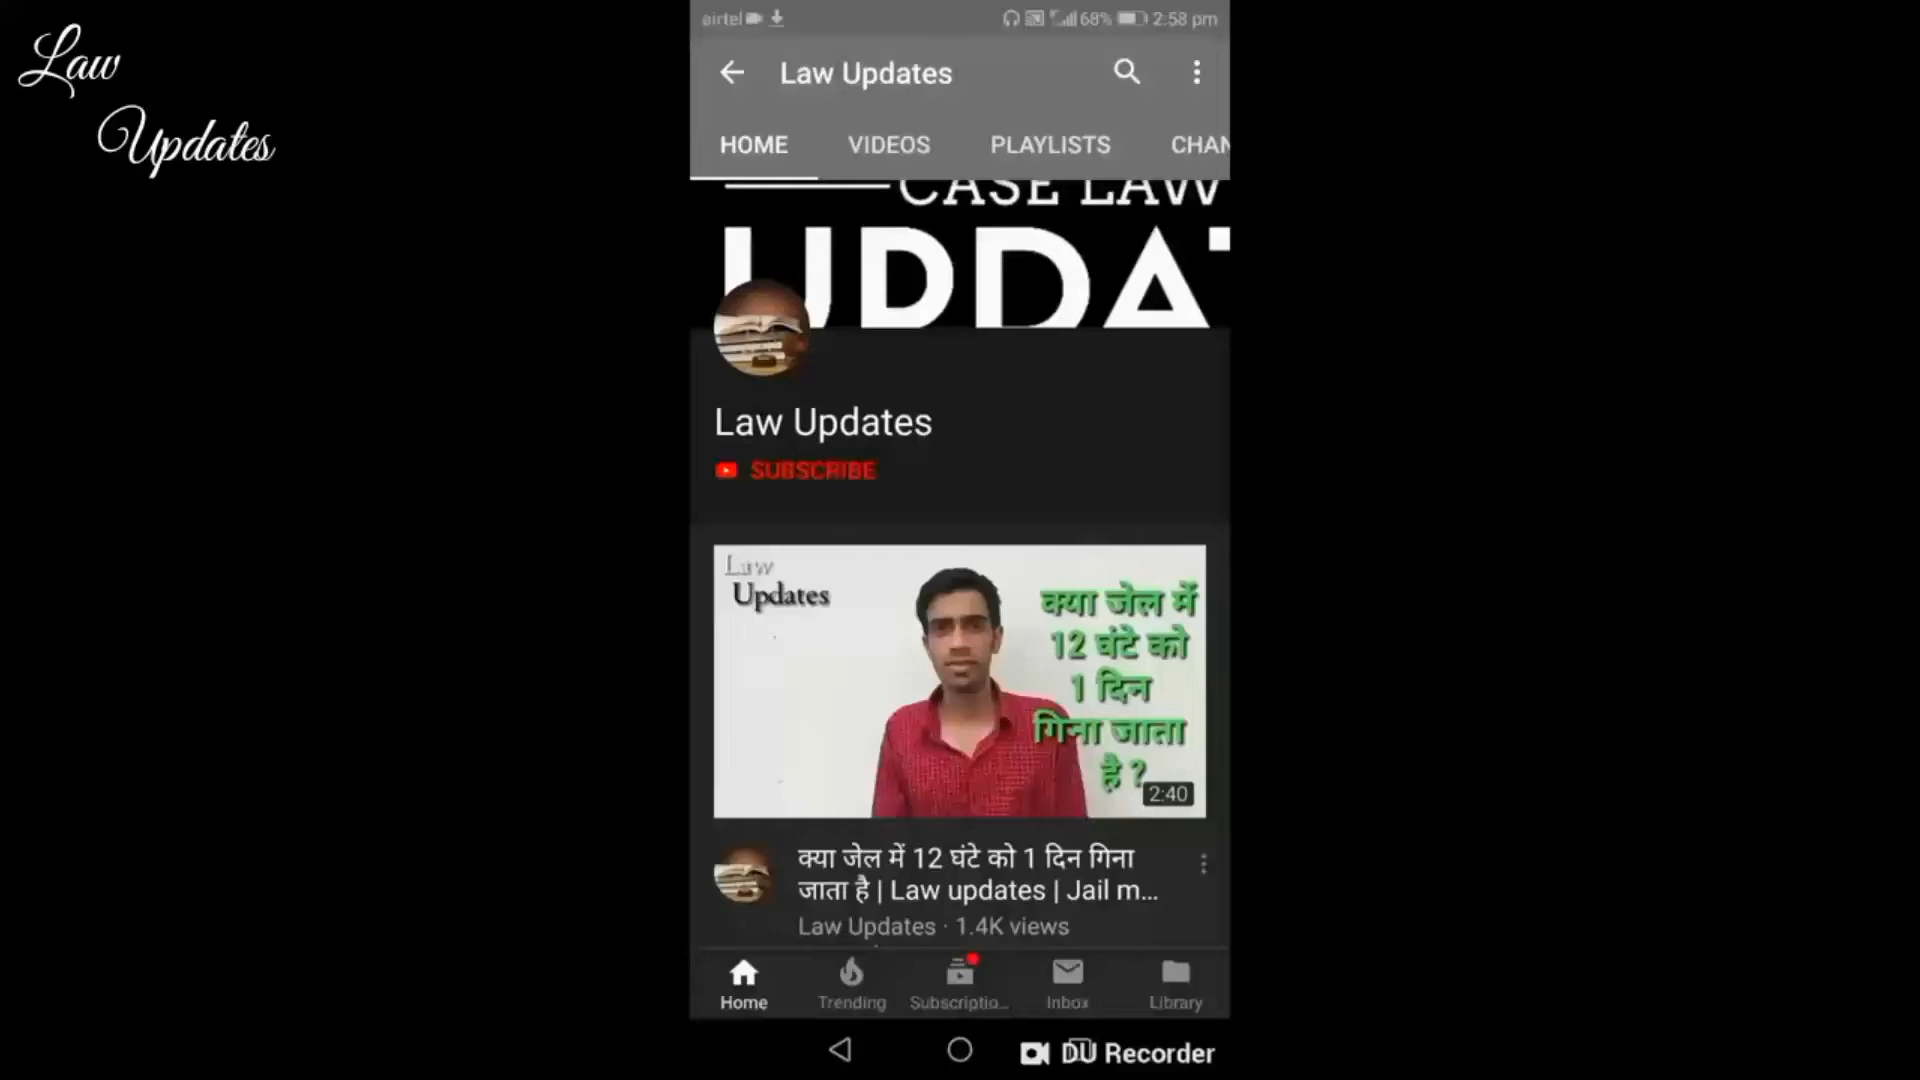 Law
Updates
airtel 68% 2:58 pm
Law Updates
HOME VIDEOS PLAYLISTS CHAN
CASE LAW
UPDAT
Law Updates
SUBSCRIBE
Law
Updates
क्या जेल में
12 घंटे को
1 दिन
गिना जाता
है ?
2:40
क्या जेल में 12 घंटे को 1 दिन गिना
जाता है | Law updates | Jail m...
Law Updates · 1.4K views
Home Trending Subscriptio... Inbox Library
DU Recorder